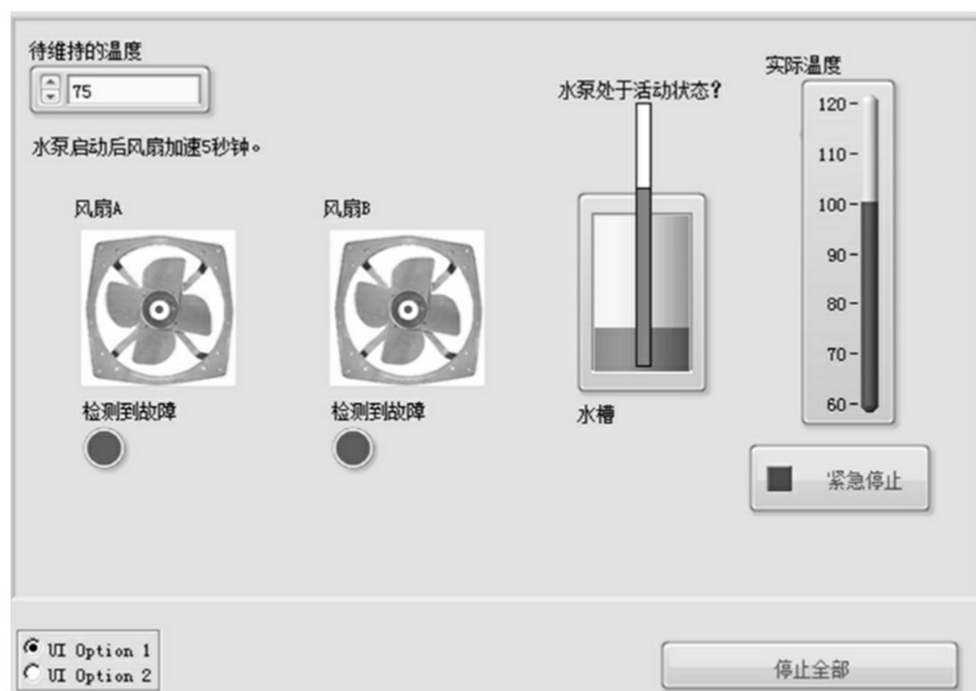 待维持的温度
75
水泵启动后风扇加速5秒钟。
风扇A
风扇B
检测到故障
检测到故障
水泵处于活动状态?
水槽
实际温度
120
110
100
90
80
70
60
紧急停止
UI Option 1
UI Option 2
停止全部